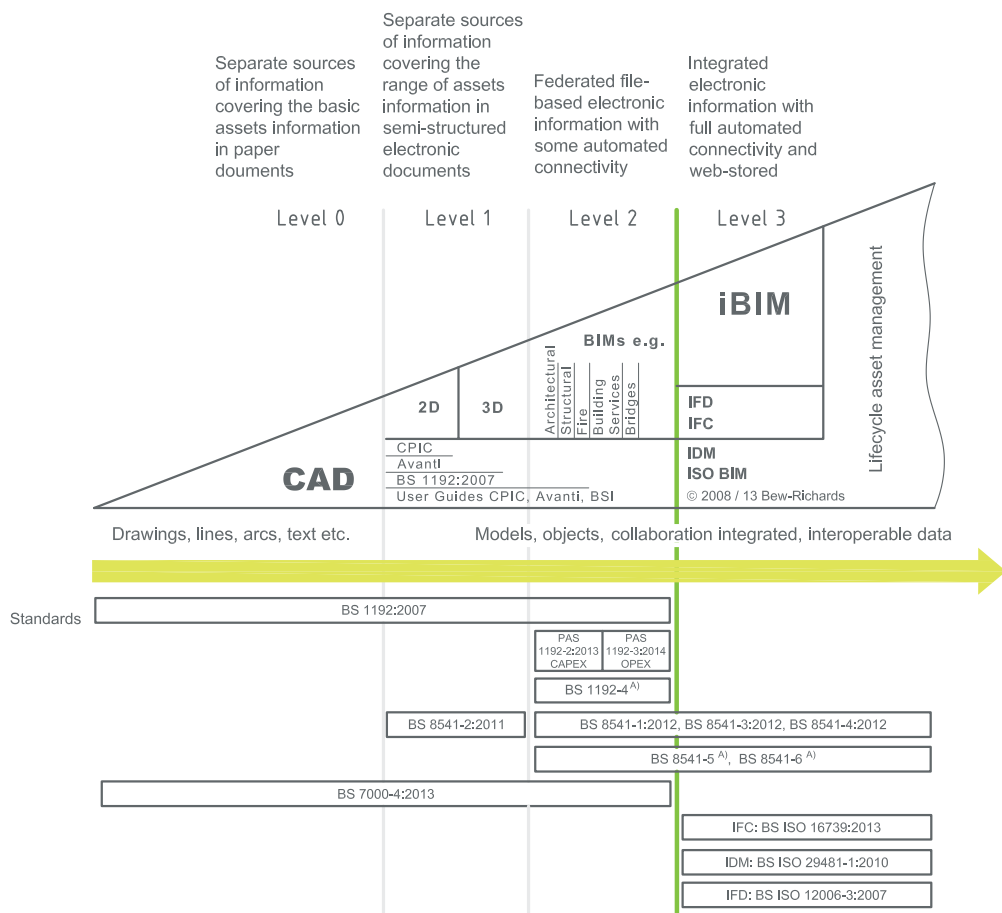 Separate sources
of information
covering the basic
assets information
in paper
douments
Separate sources
of information
covering the
range of assets
information in
semi-structured
electronic
documents
Federated file-
based electronic
information with
some automated
connectivity
Integrated
electronic
information with
full automated
connectivity and
web-stored
Level 0
Level 1
Level 2
Level 3
iBIM
Lifecycle asset management
BIMs e.g.
Architectural
Structural
Fire
Building
Services
Bridges
2D
3D
IFD
IFC
CAD
CPIC
Avanti
BS 1192:2007
User Guides CPIC, Avanti, BSI
IDM
ISO BIM
© 2008 / 13 Bew-Richards
Drawings, lines, arcs, text etc.
Models, objects, collaboration integrated, interoperable data
Standards
BS 1192:2007
PAS
1192-2:2013
CAPEX
PAS
1192-3:2014
OPEX
BS 1192-4 A)
BS 8541-2:2011
BS 8541-1:2012, BS 8541-3:2012, BS 8541-4:2012
BS 8541-5 A), BS 8541-6 A)
BS 7000-4:2013
IFC: BS ISO 16739:2013
IDM: BS ISO 29481-1:2010
IFD: BS ISO 12006-3:2007